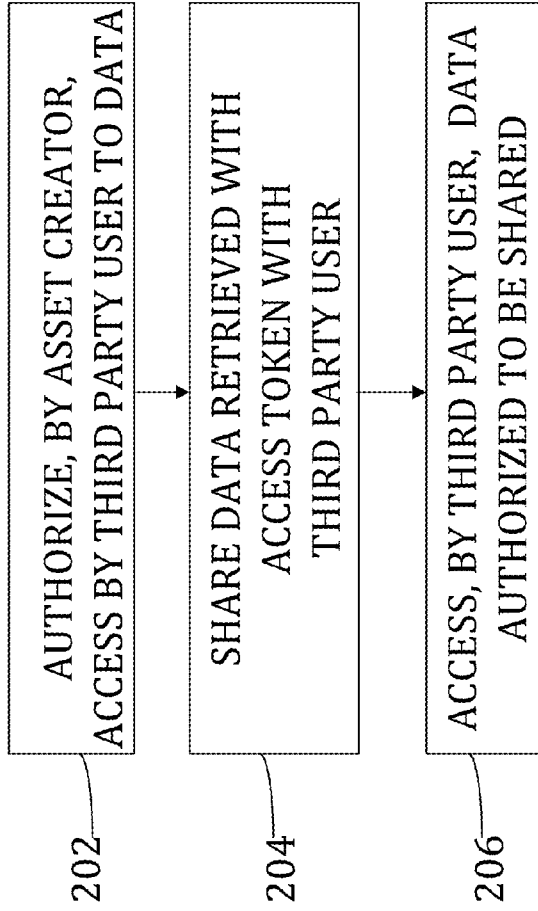 202
AUTHORIZE, BY ASSET CREATOR,
ACCESS BY THIRD PARTY USER TO DATA
204
SHARE DATA RETRIEVED WITH
ACCESS TOKEN WITH
THIRD PARTY USER
206
ACCESS, BY THIRD PARTY USER, DATA
AUTHORIZED TO BE SHARED